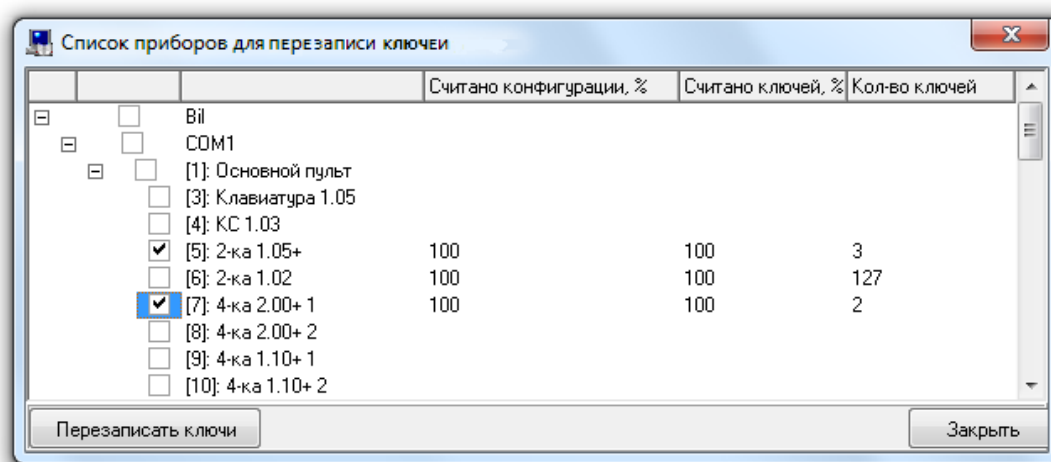 Список приборов для перезаписи ключей
Считано конфигурации, % Считано ключей, % Кол-во ключей
Bil
COM1
[1]: Основной пульт
[3]: Клавиатура 1.05
[4]: КС 1.03
[5]: 2-ка 1.05+ 100 100 3
[6]: 2-ка 1.02 100 100 127
[7]: 4-ка 2.00+ 1 100 100 2
[8]: 4-ка 2.00+ 2
[9]: 4-ка 1.10+ 1
[10]: 4-ка 1.10+ 2
Перезаписать ключи Закрыть